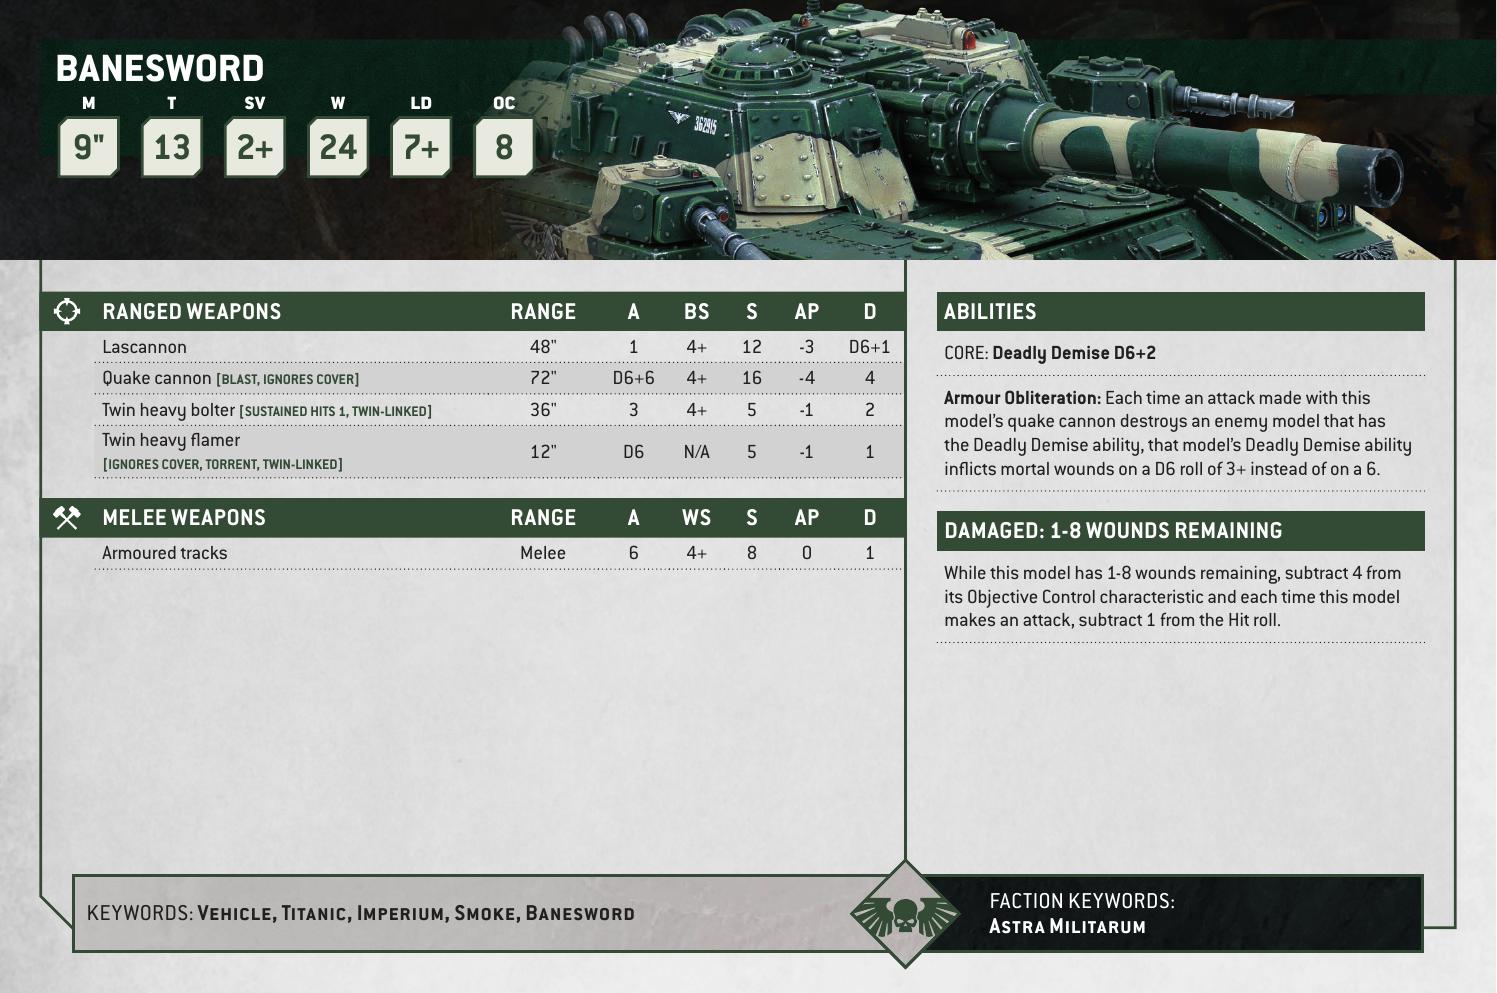 BANESWORD
M T SV W LD OC
9" 13 2+ 24 7+ 8
362915
RANGED WEAPONS RANGE A BS S AP D
Lascannon 48" 1 4+ 12 -3 D6+1
Quake cannon [BLAST, IGNORES COVER] 72" D6+6 4+ 16 -4 4
Twin heavy bolter [SUSTAINED HITS 1, TWIN-LINKED] 36" 3 4+ 5 -1 2
Twin heavy flamer
[IGNORES COVER, TORRENT, TWIN-LINKED] 12" D6 N/A 5 -1 1
MELEE WEAPONS RANGE A WS S AP D
Armoured tracks Melee 6 4+ 8 0 1
ABILITIES
CORE: Deadly Demise D6+2
Armour Obliteration: Each time an attack made with this
model’s quake cannon destroys an enemy model that has
the Deadly Demise ability, that model’s Deadly Demise ability
inflicts mortal wounds on a D6 roll of 3+ instead of on a 6.
DAMAGED: 1-8 WOUNDS REMAINING
While this model has 1-8 wounds remaining, subtract 4 from
its Objective Control characteristic and each time this model
makes an attack, subtract 1 from the Hit roll.
KEYWORDS: VEHICLE, TITANIC, IMPERIUM, SMOKE, BANESWORD
FACTION KEYWORDS:
ASTRA MILITARUM